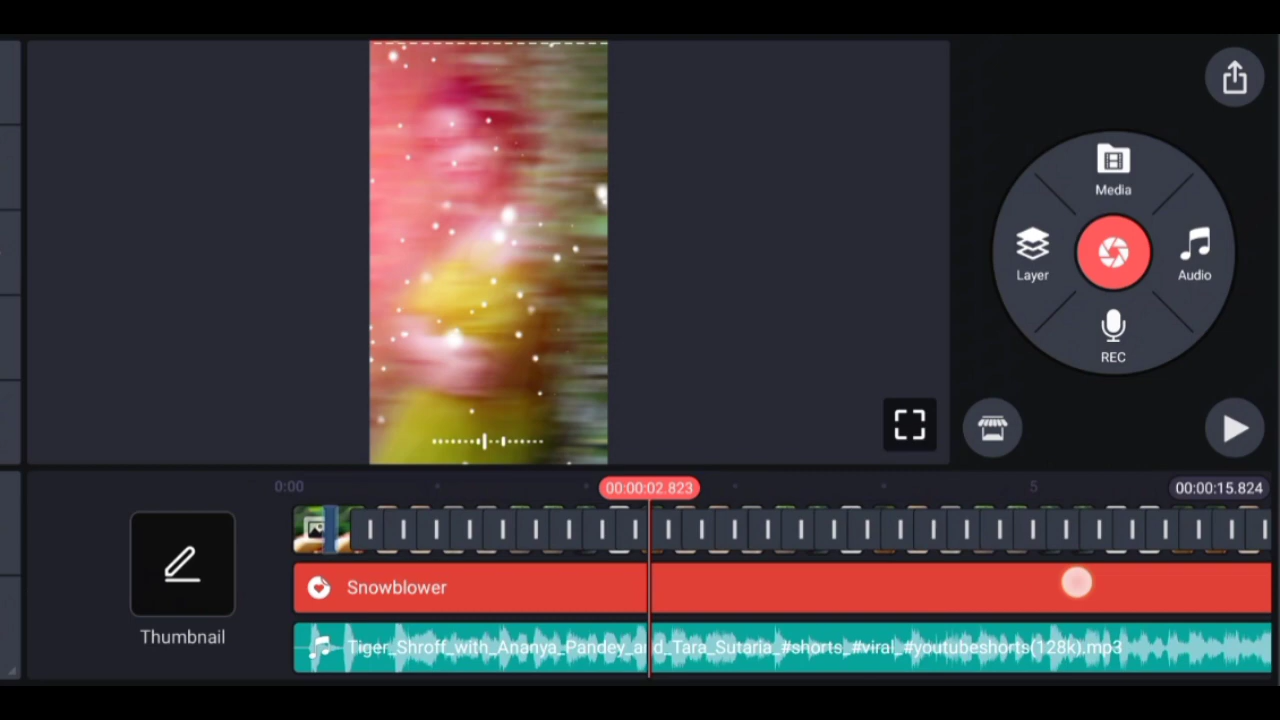 Media
Layer
Audio
REC
0:00
00:00:02.823
5
00:00:15.824
Thumbnail
Snowblower
Tiger_Shroff_with_Ananya_Pandey_and_Tara_Sutaria_#shorts_#viral_#youtubeshorts(128k).mp3